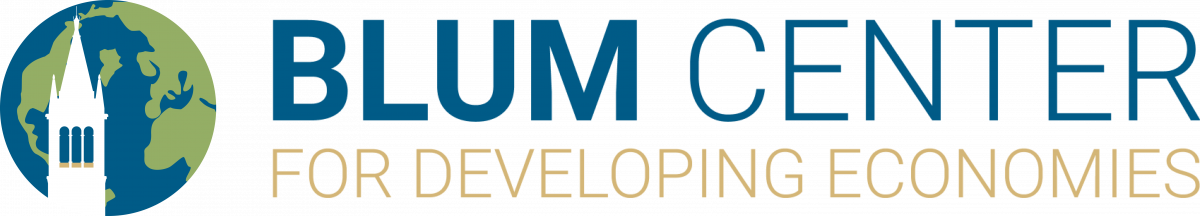 BLUM CENTER
FOR DEVELOPING ECONOMIES